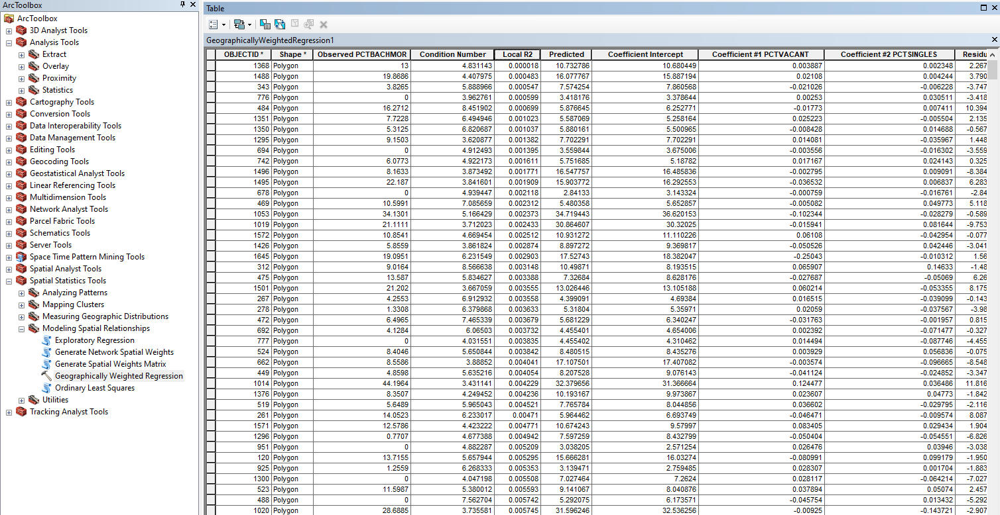 ArcToolbox
ArcToolbox
3D Analyst Tools
Analysis Tools
Extract
Overlay
Proximity
Statistics
Cartography Tools
Conversion Tools
Data Interoperability Tools
Data Management Tools
Editing Tools
Geocoding Tools
Geostatistical Analyst Tools
Linear Referencing Tools
Multidimension Tools
Network Analyst Tools
Parcel Fabric Tools
Schematics Tools
Server Tools
Space Time Pattern Mining Tools
Spatial Analyst Tools
Spatial Statistics Tools
Analyzing Patterns
Mapping Clusters
Measuring Geographic Distributions
Modeling Spatial Relationships
Exploratory Regression
Generate Network Spatial Weights
Generate Spatial Weights Matrix
Geographically Weighted Regression
Ordinary Least Squares
Utilities
Tracking Analyst Tools
Table
GeographicallyWeightedRegression1
OBJECTID * Shape * Observed PCTBACHMOR Condition Number Local R2 Predicted Coefficient Intercept Coefficient #1 PCTVACANT Coefficient #2 PCTSINGLES Residu
1368 Polygon 13 4.831143 0.000018 10.732786 10.680449 0.003887 0.002348 2.267
1488 Polygon 19.8686 4.407975 0.000483 16.077767 15.887194 0.02108 0.004244 3.790
343 Polygon 3.8265 5.888966 0.000547 7.574254 7.860568 -0.021026 -0.006228 -3.747
776 Polygon 0 3.962761 0.000599 3.418176 3.378644 0.00253 0.030511 -3.418
484 Polygon 16.2712 8.451902 0.000699 5.876645 6.252771 -0.01773 0.007411 10.394
1351 Polygon 7.7228 6.494946 0.001023 5.587069 5.258164 0.025223 -0.005504 2.135
1350 Polygon 5.3125 6.820687 0.001037 5.880161 5.500965 -0.008428 0.014688 -0.567
1295 Polygon 9.1503 3.620877 0.001382 7.702291 7.702291 0.014081 -0.035967 1.448
694 Polygon 0 4.912493 0.001395 3.559844 3.675006 -0.003556 -0.016302 -3.559
742 Polygon 6.0773 4.922173 0.001611 5.751685 5.18782 0.017167 0.024143 0.325
1496 Polygon 8.1633 3.873492 0.001771 16.547757 16.485836 -0.002795 0.009091 -8.384
1495 Polygon 22.187 3.841601 0.001909 15.903772 16.292553 -0.036532 0.006837 6.283
678 Polygon 0 4.939447 0.002118 2.84133 3.143324 -0.000759 -0.016761 -2.84
469 Polygon 10.5991 7.085659 0.002312 5.480358 5.652857 -0.005082 0.049773 5.118
1053 Polygon 34.1301 5.166429 0.002373 34.719443 36.620153 -0.102344 -0.028279 -0.589
1019 Polygon 21.1111 3.712023 0.002433 30.864607 30.32025 -0.015941 0.081644 -9.753
1572 Polygon 10.8541 4.669454 0.002512 10.931272 11.110226 0.06108 -0.042954 -0.077
1426 Polygon 5.8559 3.861824 0.002874 8.897272 9.369817 -0.050526 0.042446 -3.041
1645 Polygon 19.0951 6.231549 0.002903 17.52743 18.382047 -0.25043 -0.010312 1.56
312 Polygon 9.0164 8.566638 0.003148 10.49871 8.193515 0.065907 0.14633 -1.48
475 Polygon 13.587 5.834627 0.003388 7.32684 8.628176 -0.027687 -0.05069 6.26
1501 Polygon 21.202 3.667059 0.003555 13.026446 13.105188 0.060214 -0.053355 8.175
267 Polygon 4.2553 6.912932 0.003558 4.399091 4.69384 0.016515 -0.039099 -0.143
278 Polygon 1.3308 6.379868 0.003633 5.31804 5.35971 0.02059 -0.037567 -3.98
472 Polygon 6.4965 7.465339 0.003679 5.681229 6.340247 -0.031763 -0.001957 0.815
692 Polygon 4.1284 6.06503 0.003732 4.455401 4.654006 0.002392 -0.071477 -0.327
777 Polygon 0 4.031551 0.003835 4.455402 4.310462 0.014494 -0.087746 -4.455
524 Polygon 8.4046 5.650844 0.003842 8.480515 8.435276 0.003929 0.056836 -0.075
662 Polygon 8.5586 3.88852 0.004041 17.107501 17.407082 -0.003574 -0.096665 -8.548
449 Polygon 4.8598 5.635216 0.004054 8.207528 9.076143 -0.041124 -0.024852 -3.347
1014 Polygon 44.1964 3.431141 0.004229 32.379656 31.366664 0.124477 0.036486 11.816
1376 Polygon 8.3507 4.249452 0.004236 10.193167 9.973867 0.023607 0.04773 -1.842
519 Polygon 5.6489 5.965043 0.004521 7.765784 8.044856 0.036602 -0.029795 -2.116
261 Polygon 14.0523 6.233017 0.00471 5.964462 6.693749 -0.046471 -0.009574 8.087
1571 Polygon 12.5786 4.423222 0.004771 10.674243 9.57997 0.083405 0.029434 1.904
1296 Polygon 0.7707 4.677388 0.004942 7.597259 8.432799 -0.050404 -0.054551 -6.826
951 Polygon 0 4.882287 0.005209 3.038205 2.571254 0.026476 0.03946 -3.038
120 Polygon 13.7155 5.657944 0.005295 15.666281 16.03274 -0.080991 0.099179 -1.950
925 Polygon 1.2559 6.268333 0.005353 3.139471 2.759485 0.028307 0.001704 -1.883
1300 Polygon 0 4.047198 0.005508 7.027464 7.2624 0.028117 -0.064214 -7.027
523 Polygon 11.5987 5.380012 0.005593 9.141067 8.040876 0.037894 0.05074 2.457
488 Polygon 0 7.562704 0.005742 5.292075 6.173571 -0.045754 0.013432 -5.292
1020 Polygon 28.6885 3.735581 0.005745 31.596246 32.536256 -0.00925 -0.143721 -2.907